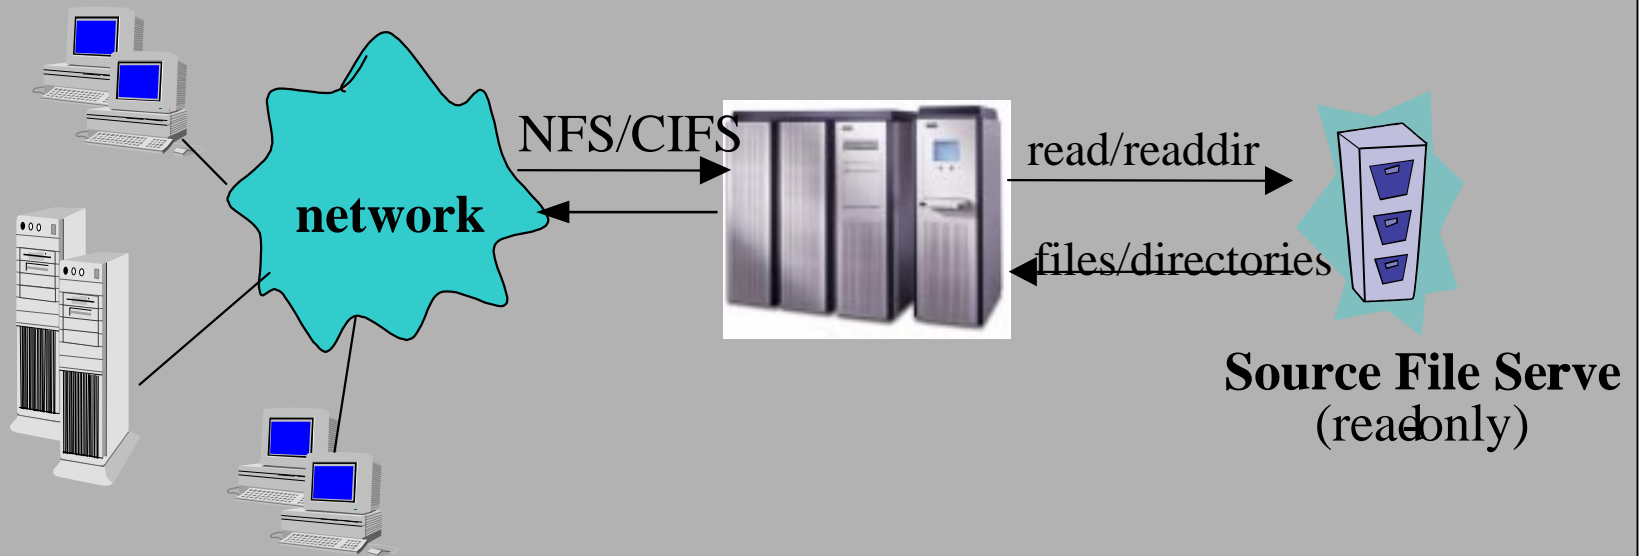 NFS/CIFS
network
read/readdir
files/directories
Source File Serve
(read-only)